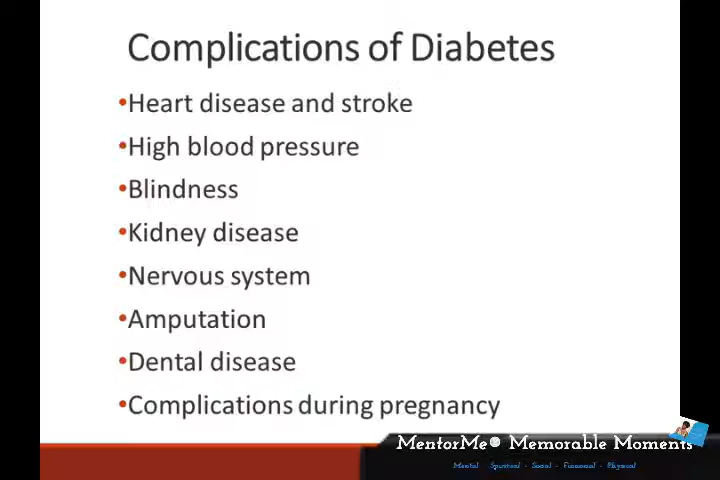 Complications of Diabetes
•Heart disease and stroke
•High blood pressure
•Blindness
•Kidney disease
•Nervous system
•Amputation
•Dental disease
•Complications during pregnancy
MentorMe® Memorable Moments
Mental - Spiritual - Social - Financial - Physical